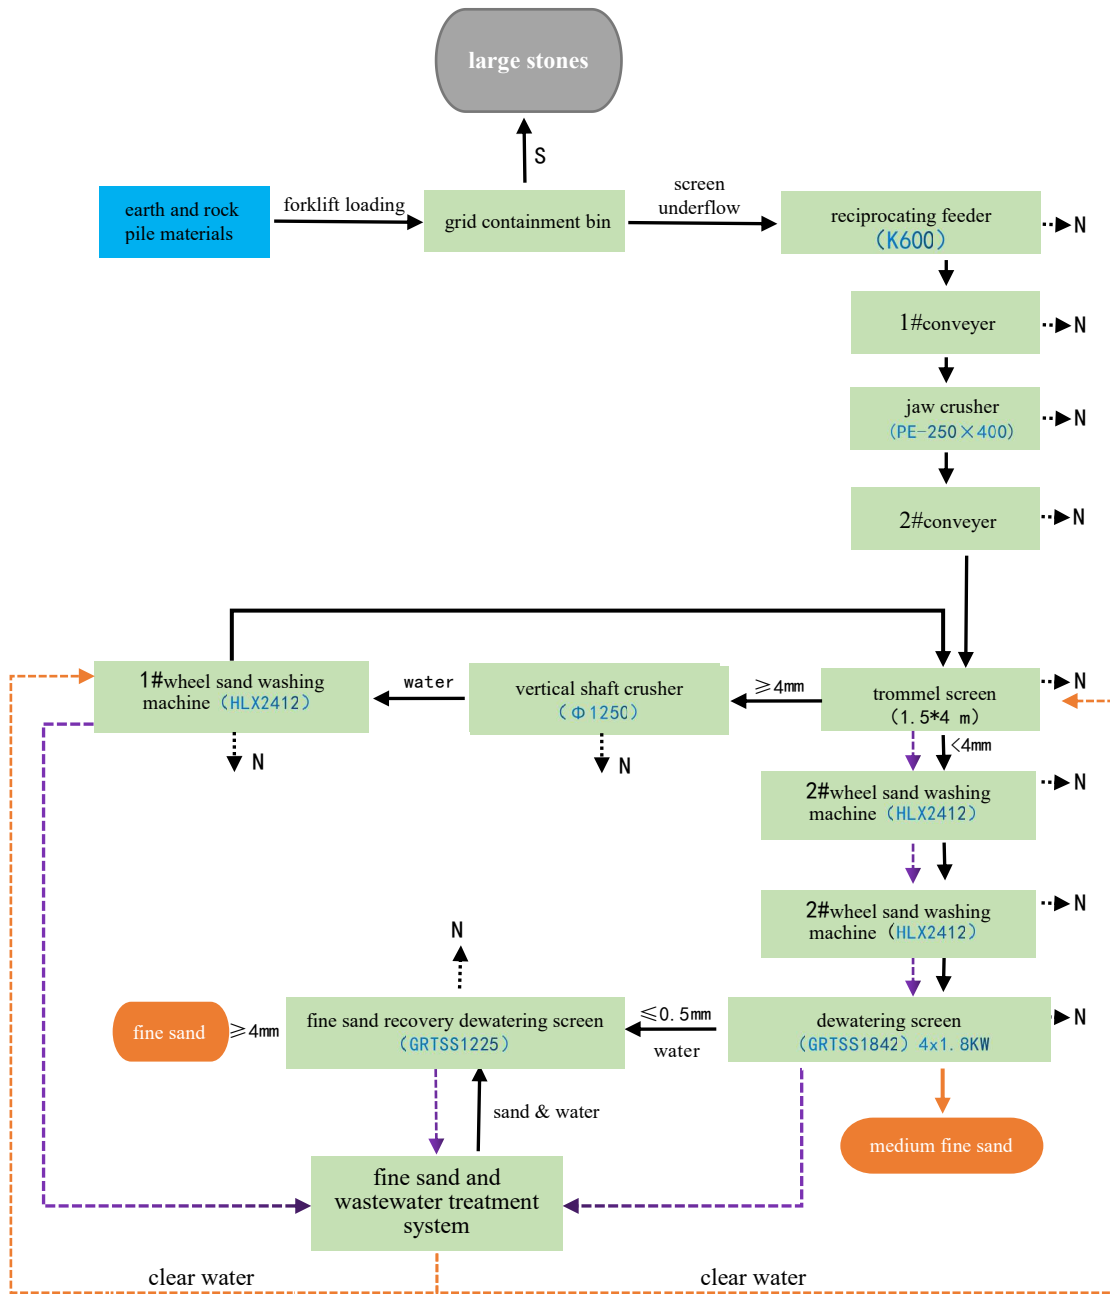 large stones
S
earth and rock
pile materials
forklift loading
grid containment bin
screen
underflow
reciprocating feeder
(K600)
N
1#conveyer
N
jaw crusher
(PE-250×400)
N
2#conveyer
N
1#wheel sand washing
machine (HLX2412)
N
water
vertical shaft crusher
(Φ1250)
N
≥4mm
trommel screen
(1.5*4 m)
N
<4mm
2#wheel sand washing
machine (HLX2412)
N
2#wheel sand washing
machine (HLX2412)
N
N
fine sand
≥4mm
fine sand recovery dewatering screen
(GRTSS1225)
≤0.5mm
water
dewatering screen
(GRTSS1842) 4x1.8KW
N
sand & water
medium fine sand
fine sand and
wastewater treatment
system
clear water
clear water